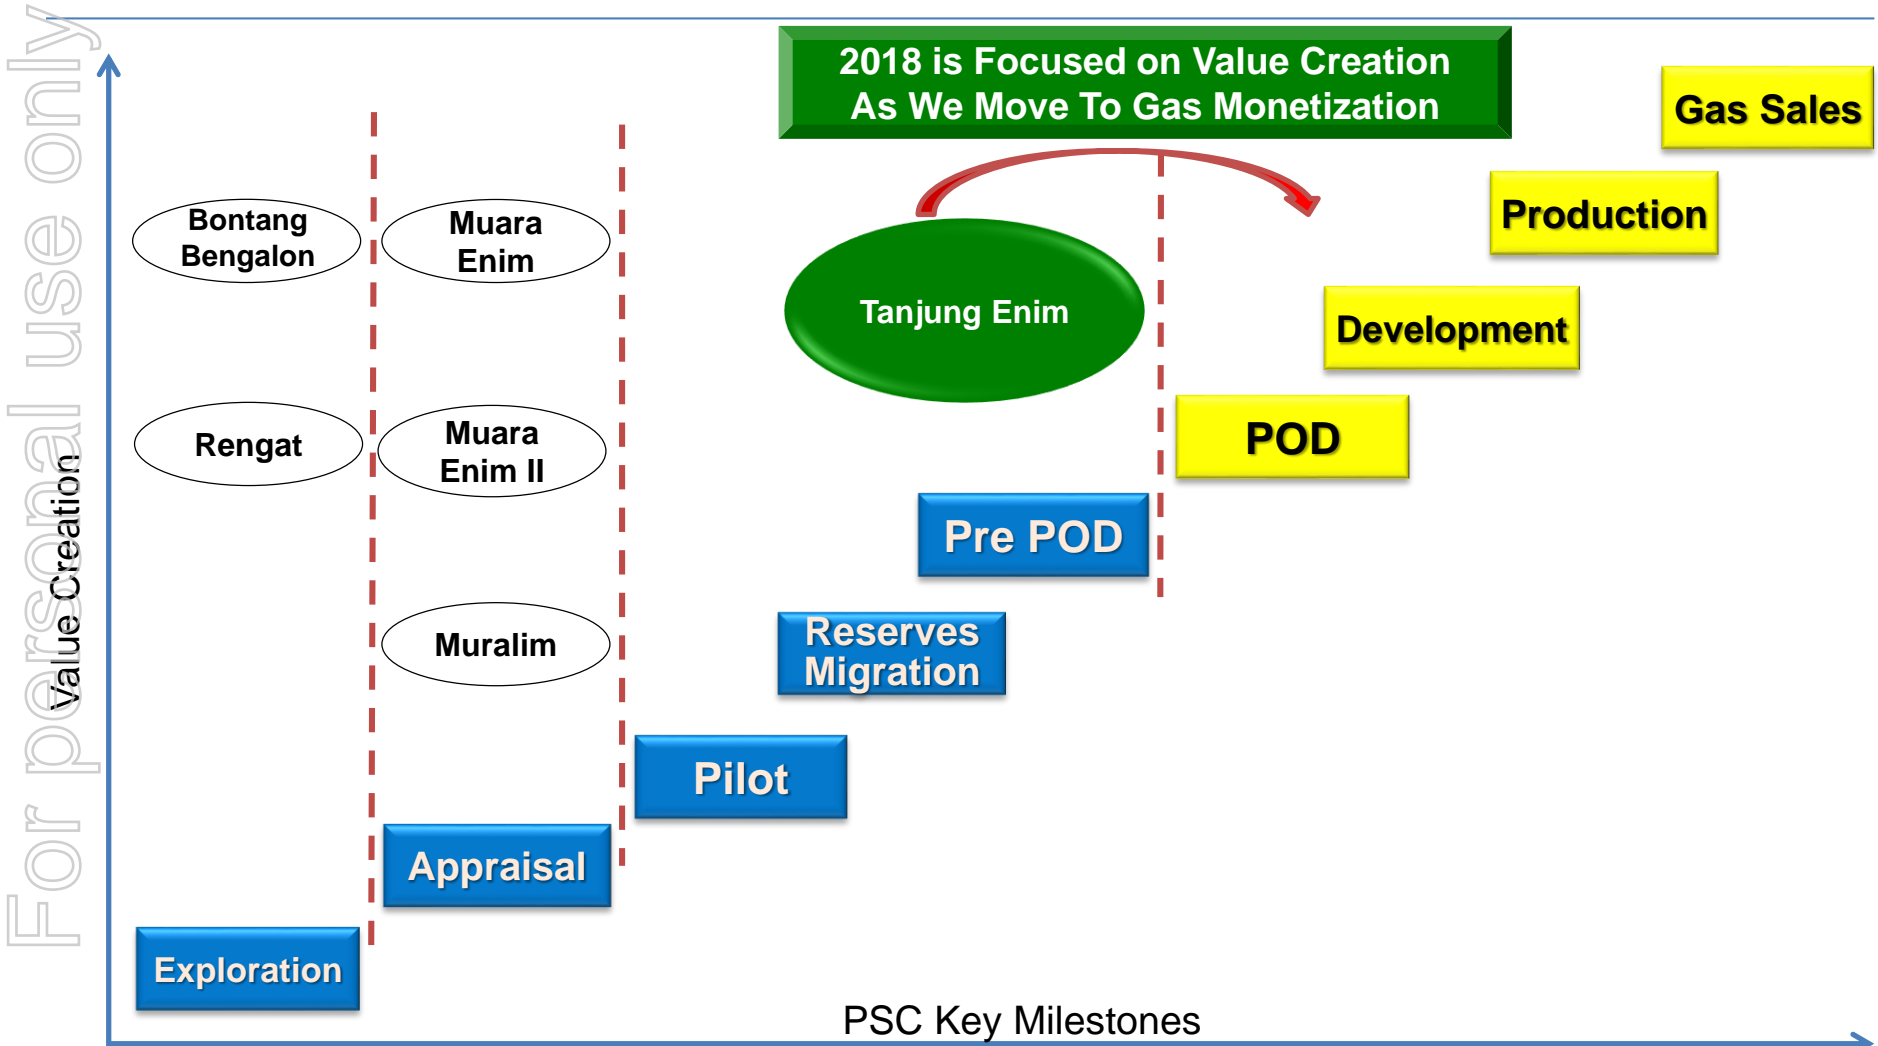 For personal use only
2018 is Focused on Value Creation
As We Move To Gas Monetization
Gas Sales
Production
Development
POD
Bontang
Bengalon
Muara
Enim
Tanjung Enim
Rengat
Muara
Enim II
Pre POD
Muralim
Reserves
Migration
Pilot
Appraisal
Exploration
Value Creation
PSC Key Milestones